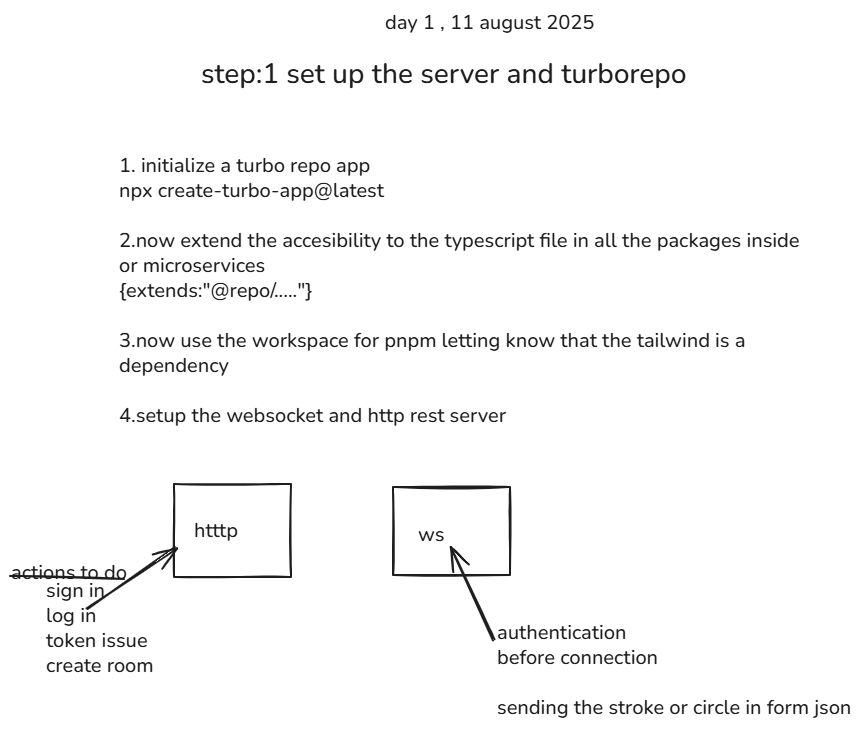 day 1 , 11 august 2025
step:1 set up the server and turborepo
1. initialize a turbo repo app
npx create-turbo-app@latest
2.now extend the accesibility to the typescript file in all the packages inside
or microservices
{extends:"@repo/....."}
3.now use the workspace for pnpm letting know that the tailwind is a
dependency
4.setup the websocket and http rest server
htttp
ws
actions to do
sign in
log in
token issue
create room
authentication
before connection
sending the stroke or circle in form json